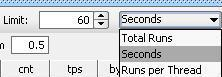 Limit: 60 Seconds
Total Runs
m 0.5 Seconds
Runs per Thread
cnt tps by